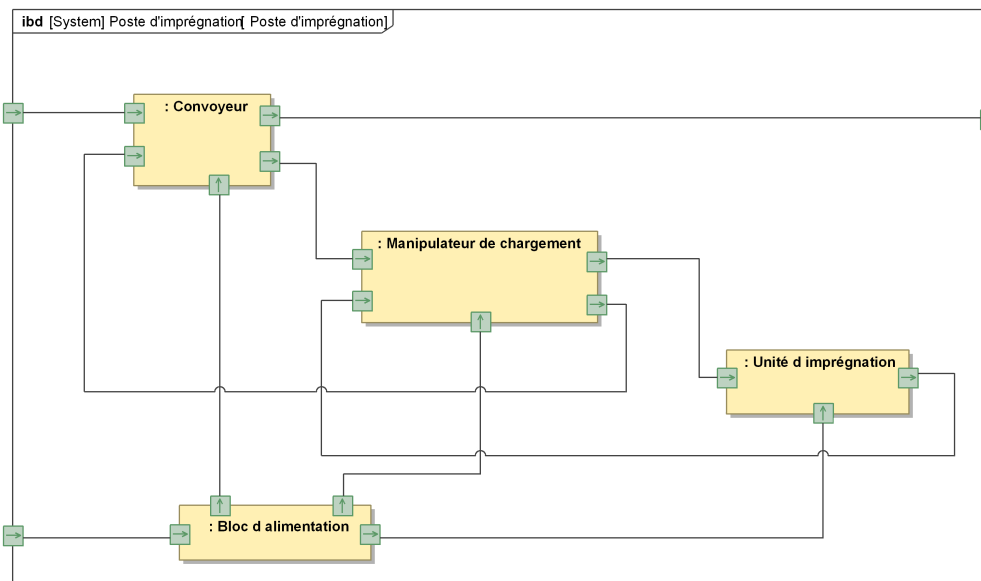 ibd [System] Poste d'imprégnation[ Poste d'imprégnation]
: Convoyeur
: Manipulateur de chargement
: Unité d imprégnation
: Bloc d alimentation